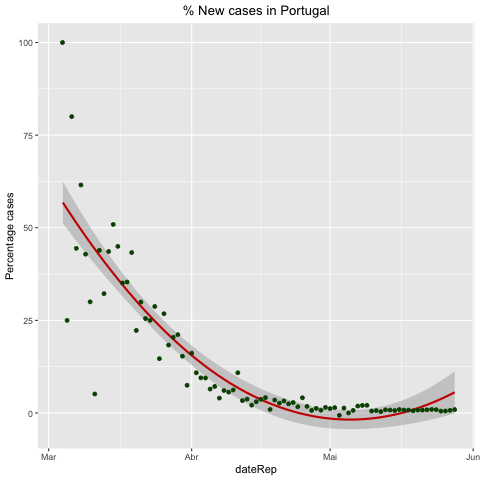 % New cases in Portugal
Percentage cases
100
75
50
25
0
Mar
Abr
Mai
Jun
dateRep